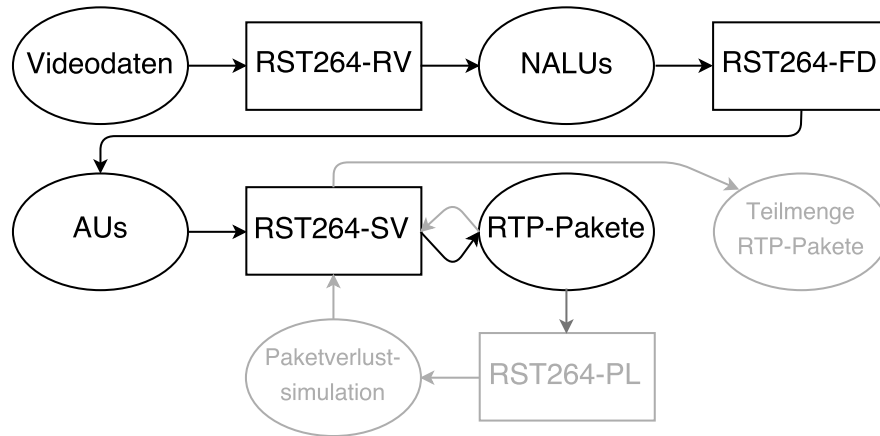 Videodaten
RST264-RV
NALUs
RST264-FD
AUs
RST264-SV
RTP-Pakete
Teilmenge
RTP-Pakete
Paketverlust-
simulation
RST264-PL